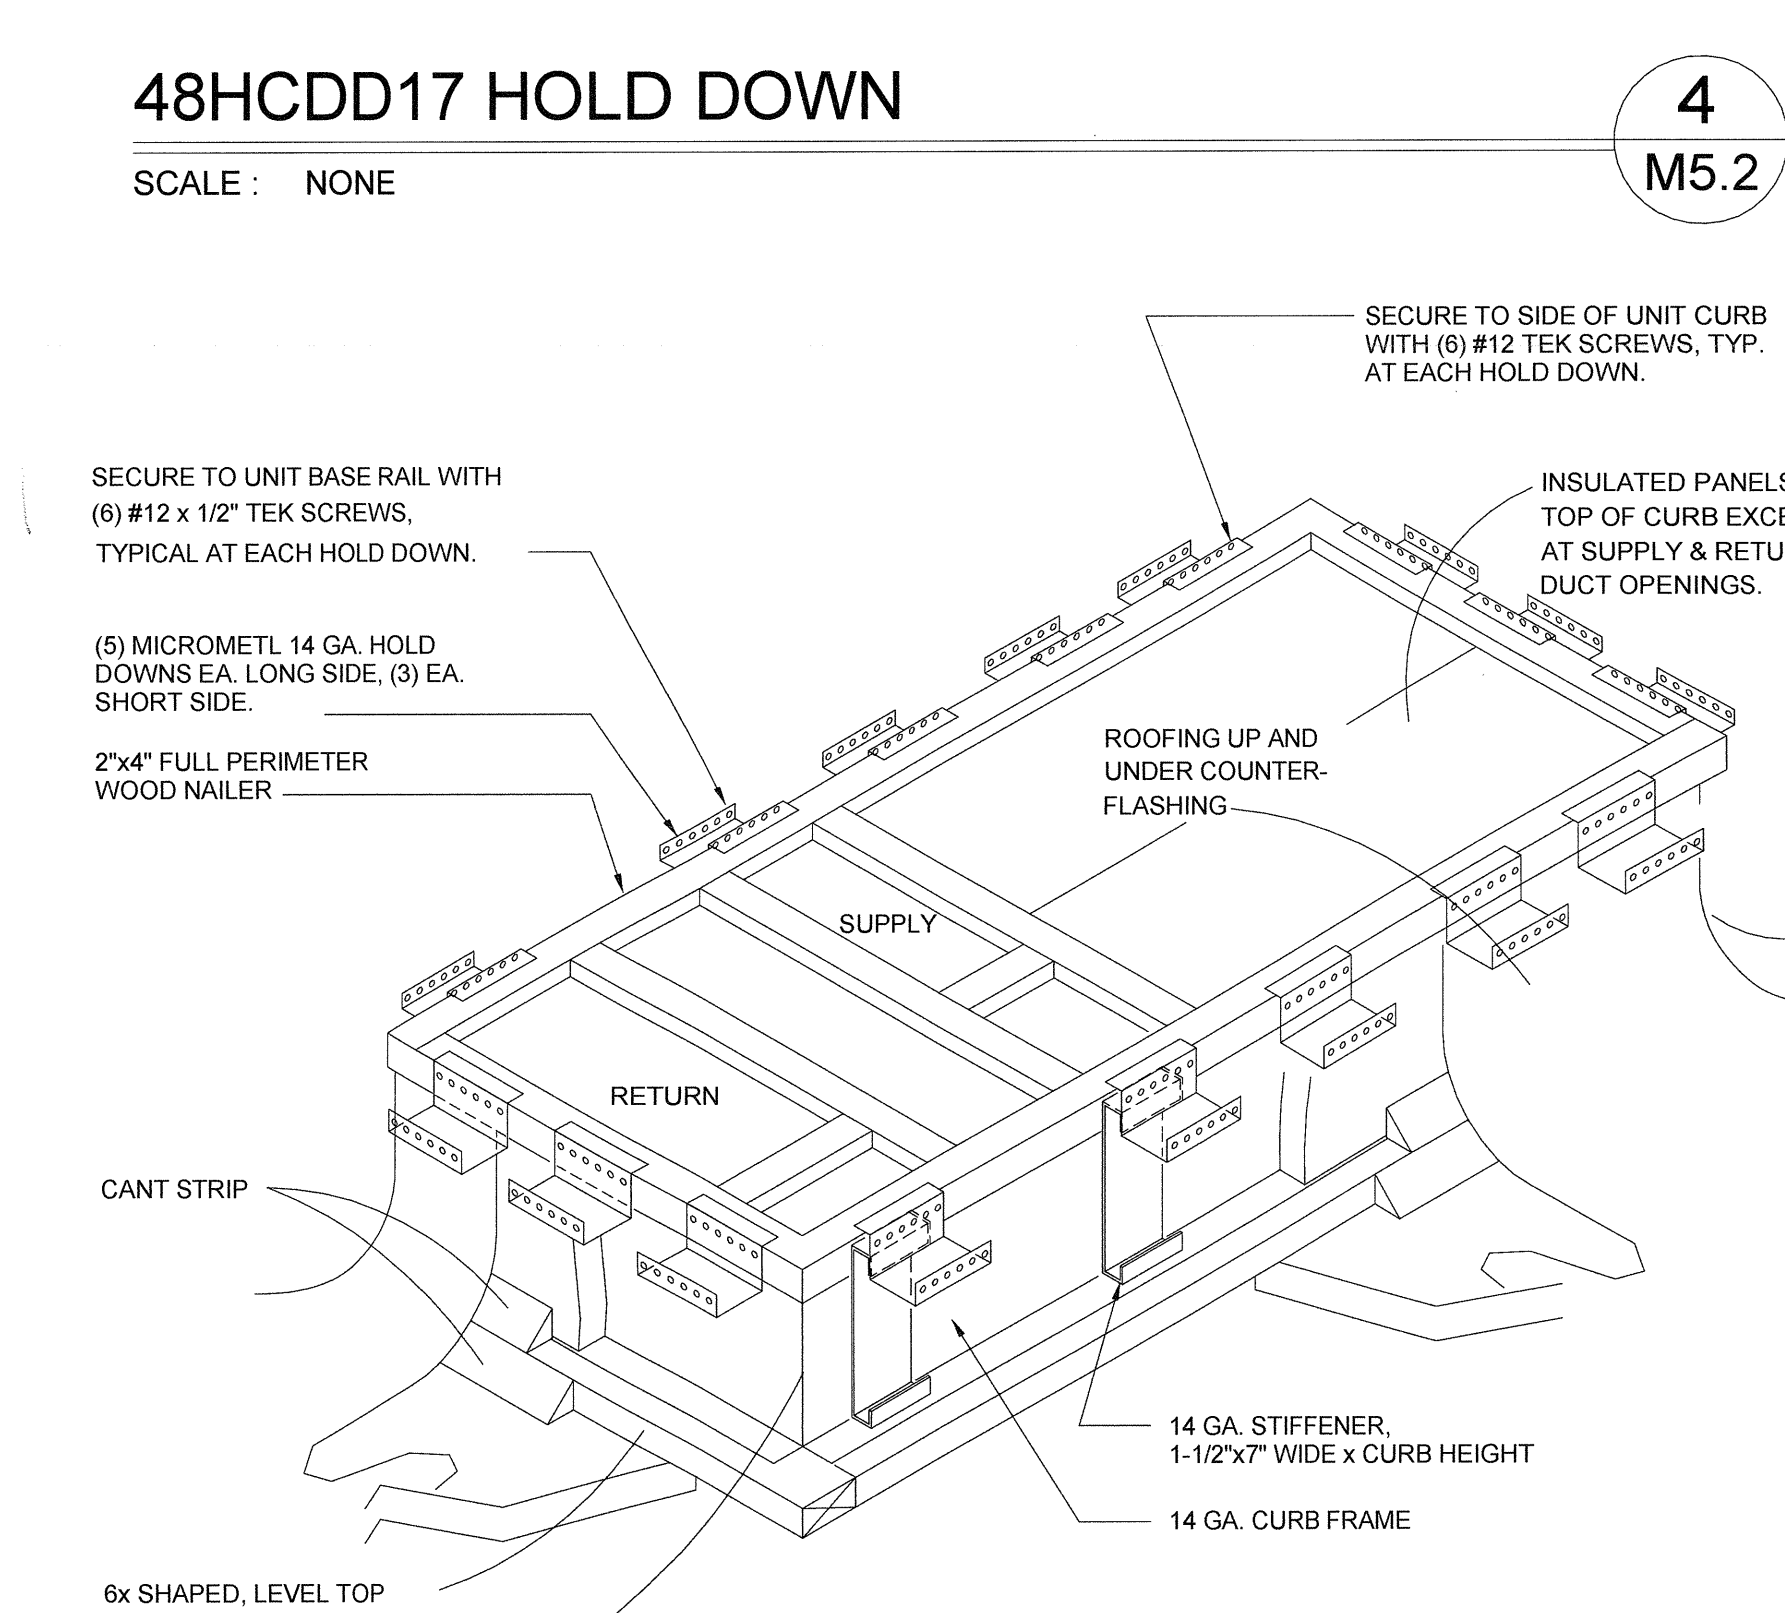 48HCDD17 HOLD DOWN
4
M5.2
SCALE : NONE
SECURE TO SIDE OF UNIT CURB
WITH (6) #12 TEK SCREWS, TYP.
AT EACH HOLD DOWN.
SECURE TO UNIT BASE RAIL WITH
(6) #12 x 1/2" TEK SCREWS,
TYPICAL AT EACH HOLD DOWN.
INSULATED PANELS
TOP OF CURB EXCE
AT SUPPLY & RETU
DUCT OPENINGS.
(5) MICROMETL 14 GA. HOLD
DOWNS EA. LONG SIDE, (3) EA.
SHORT SIDE.
2"x4" FULL PERIMETER
WOOD NAILER
ROOFING UP AND
UNDER COUNTER-
FLASHING
SUPPLY
RETURN
CANT STRIP
14 GA. STIFFENER,
1-1/2"x7" WIDE x CURB HEIGHT
14 GA. CURB FRAME
6x SHAPED, LEVEL TOP